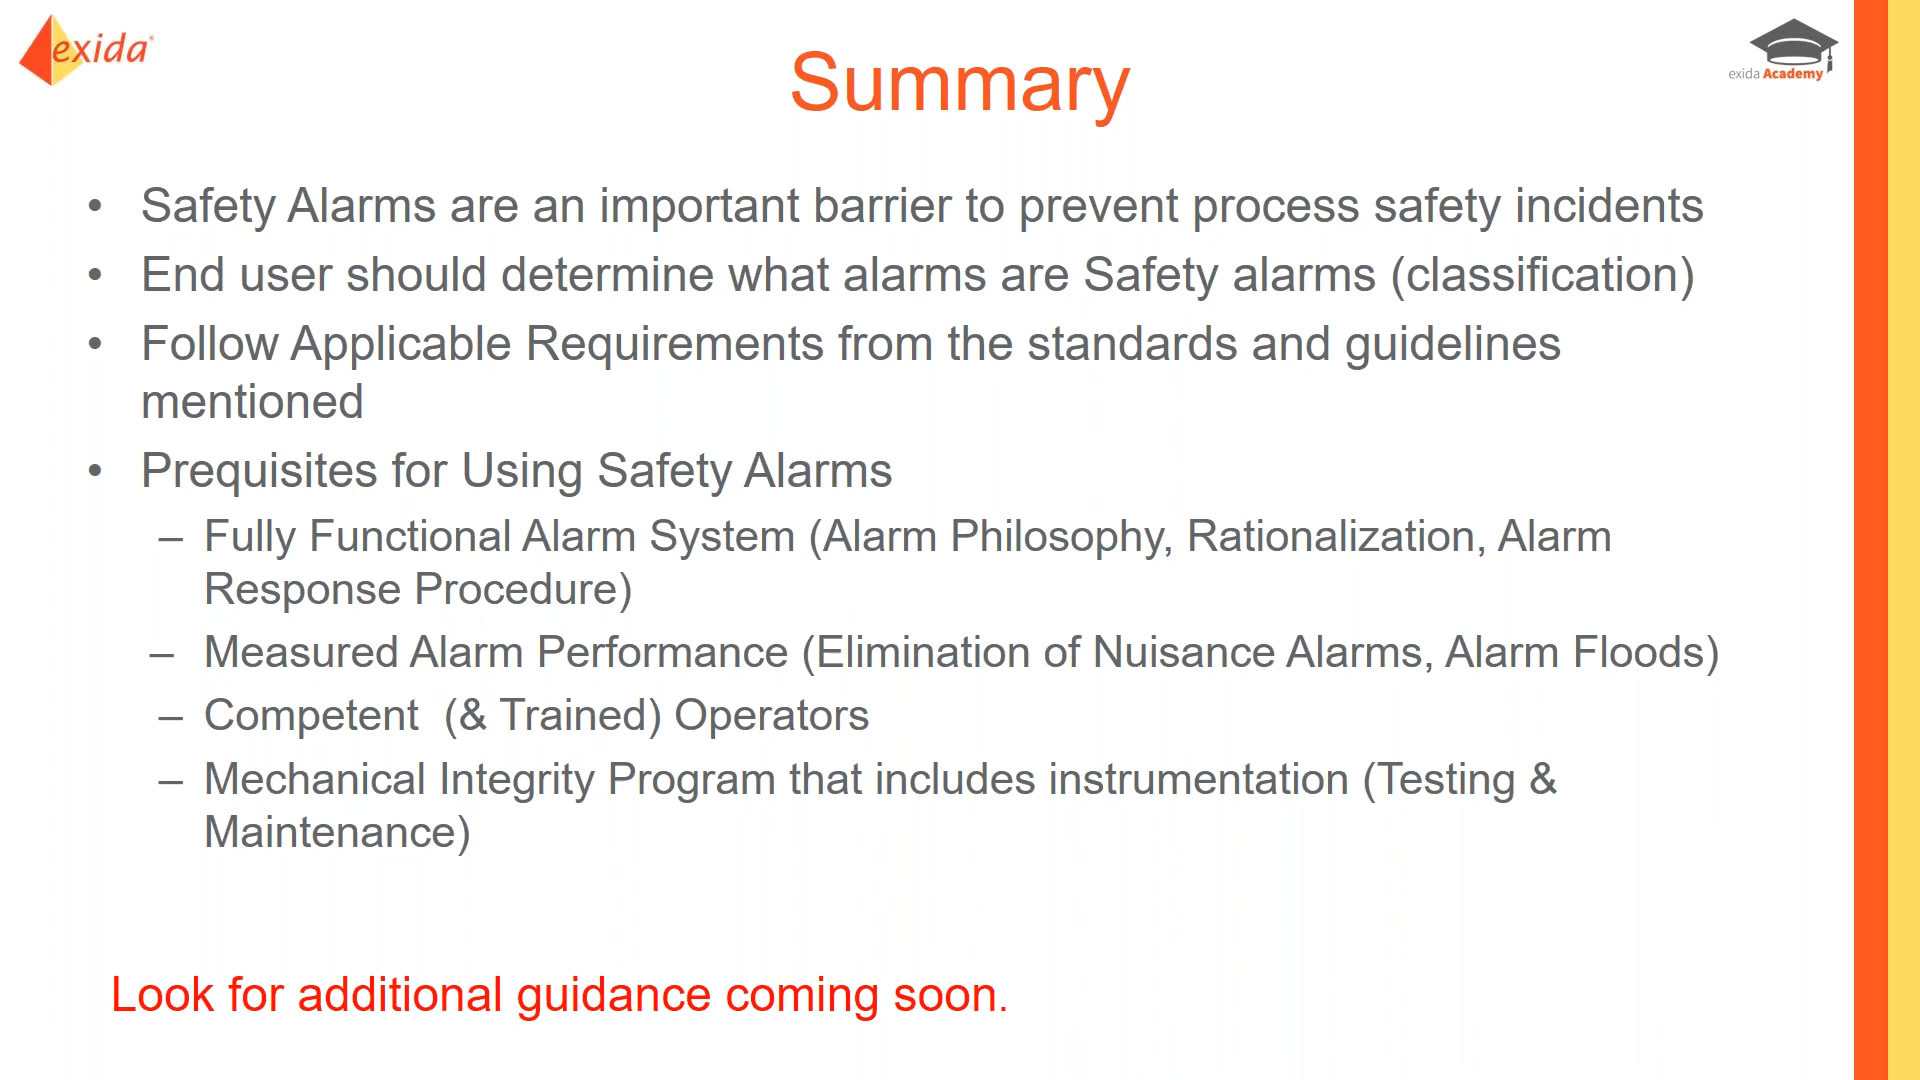 exida
exida Academy
Summary
• Safety Alarms are an important barrier to prevent process safety incidents
• End user should determine what alarms are Safety alarms (classification)
• Follow Applicable Requirements from the standards and guidelines
mentioned
• Prequisites for Using Safety Alarms
– Fully Functional Alarm System (Alarm Philosophy, Rationalization, Alarm
Response Procedure)
– Measured Alarm Performance (Elimination of Nuisance Alarms, Alarm Floods)
– Competent (& Trained) Operators
– Mechanical Integrity Program that includes instrumentation (Testing &
Maintenance)
Look for additional guidance coming soon.